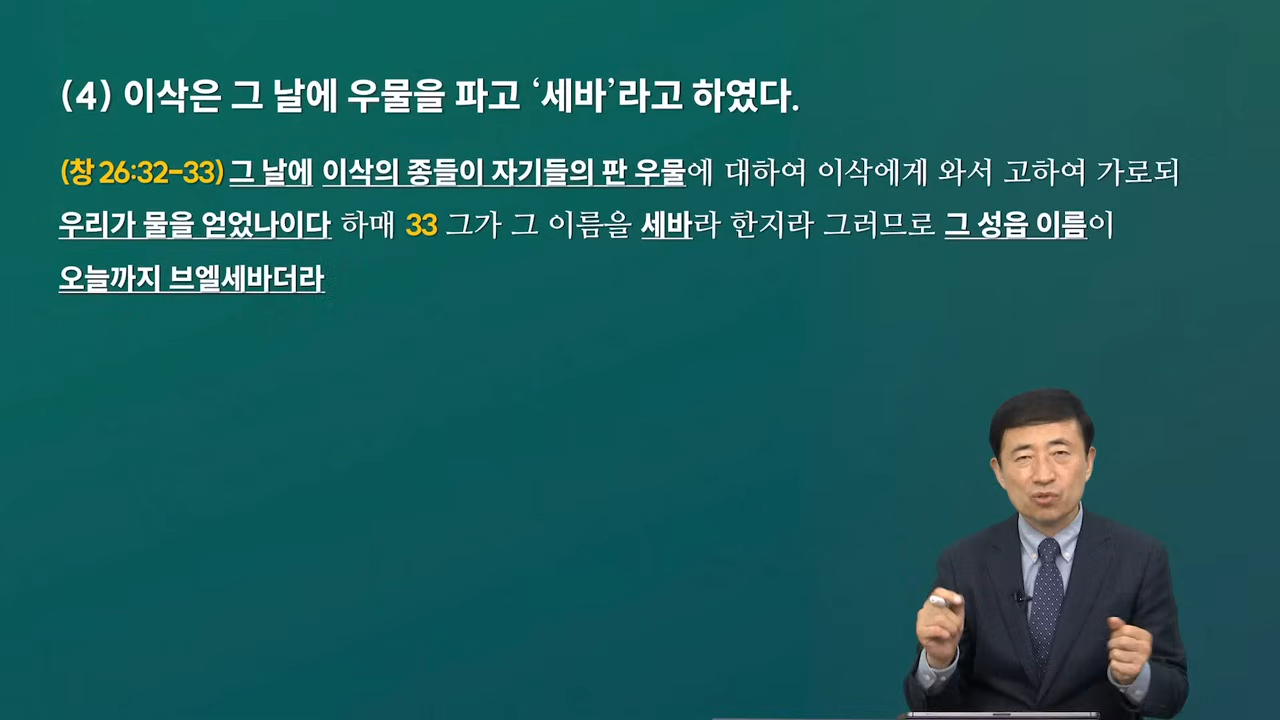 (4) 이삭은 그 날에 우물을 파고 ‘세바’라고 하였다.
(창 26:32-33) 그 날에 이삭의 종들이 자기들의 판 우물에 대하여 이삭에게 와서 고하여 가로되
우리가 물을 얻었나이다 하매 33 그가 그 이름을 세바라 한지라 그러므로 그 성읍 이름이
오늘까지 브엘세바더라